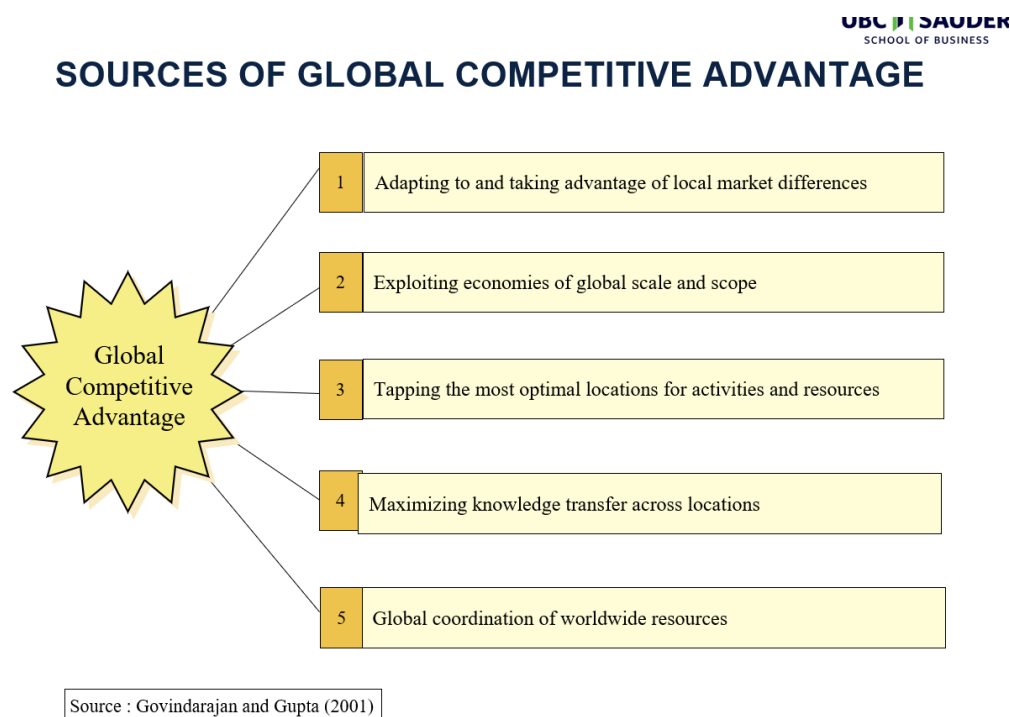 UBC SAUDER
SCHOOL OF BUSINESS
SOURCES OF GLOBAL COMPETITIVE ADVANTAGE
Global
Competitive
Advantage
1 Adapting to and taking advantage of local market differences
2 Exploiting economies of global scale and scope
3 Tapping the most optimal locations for activities and resources
4 Maximizing knowledge transfer across locations
5 Global coordination of worldwide resources
Source : Govindarajan and Gupta (2001)